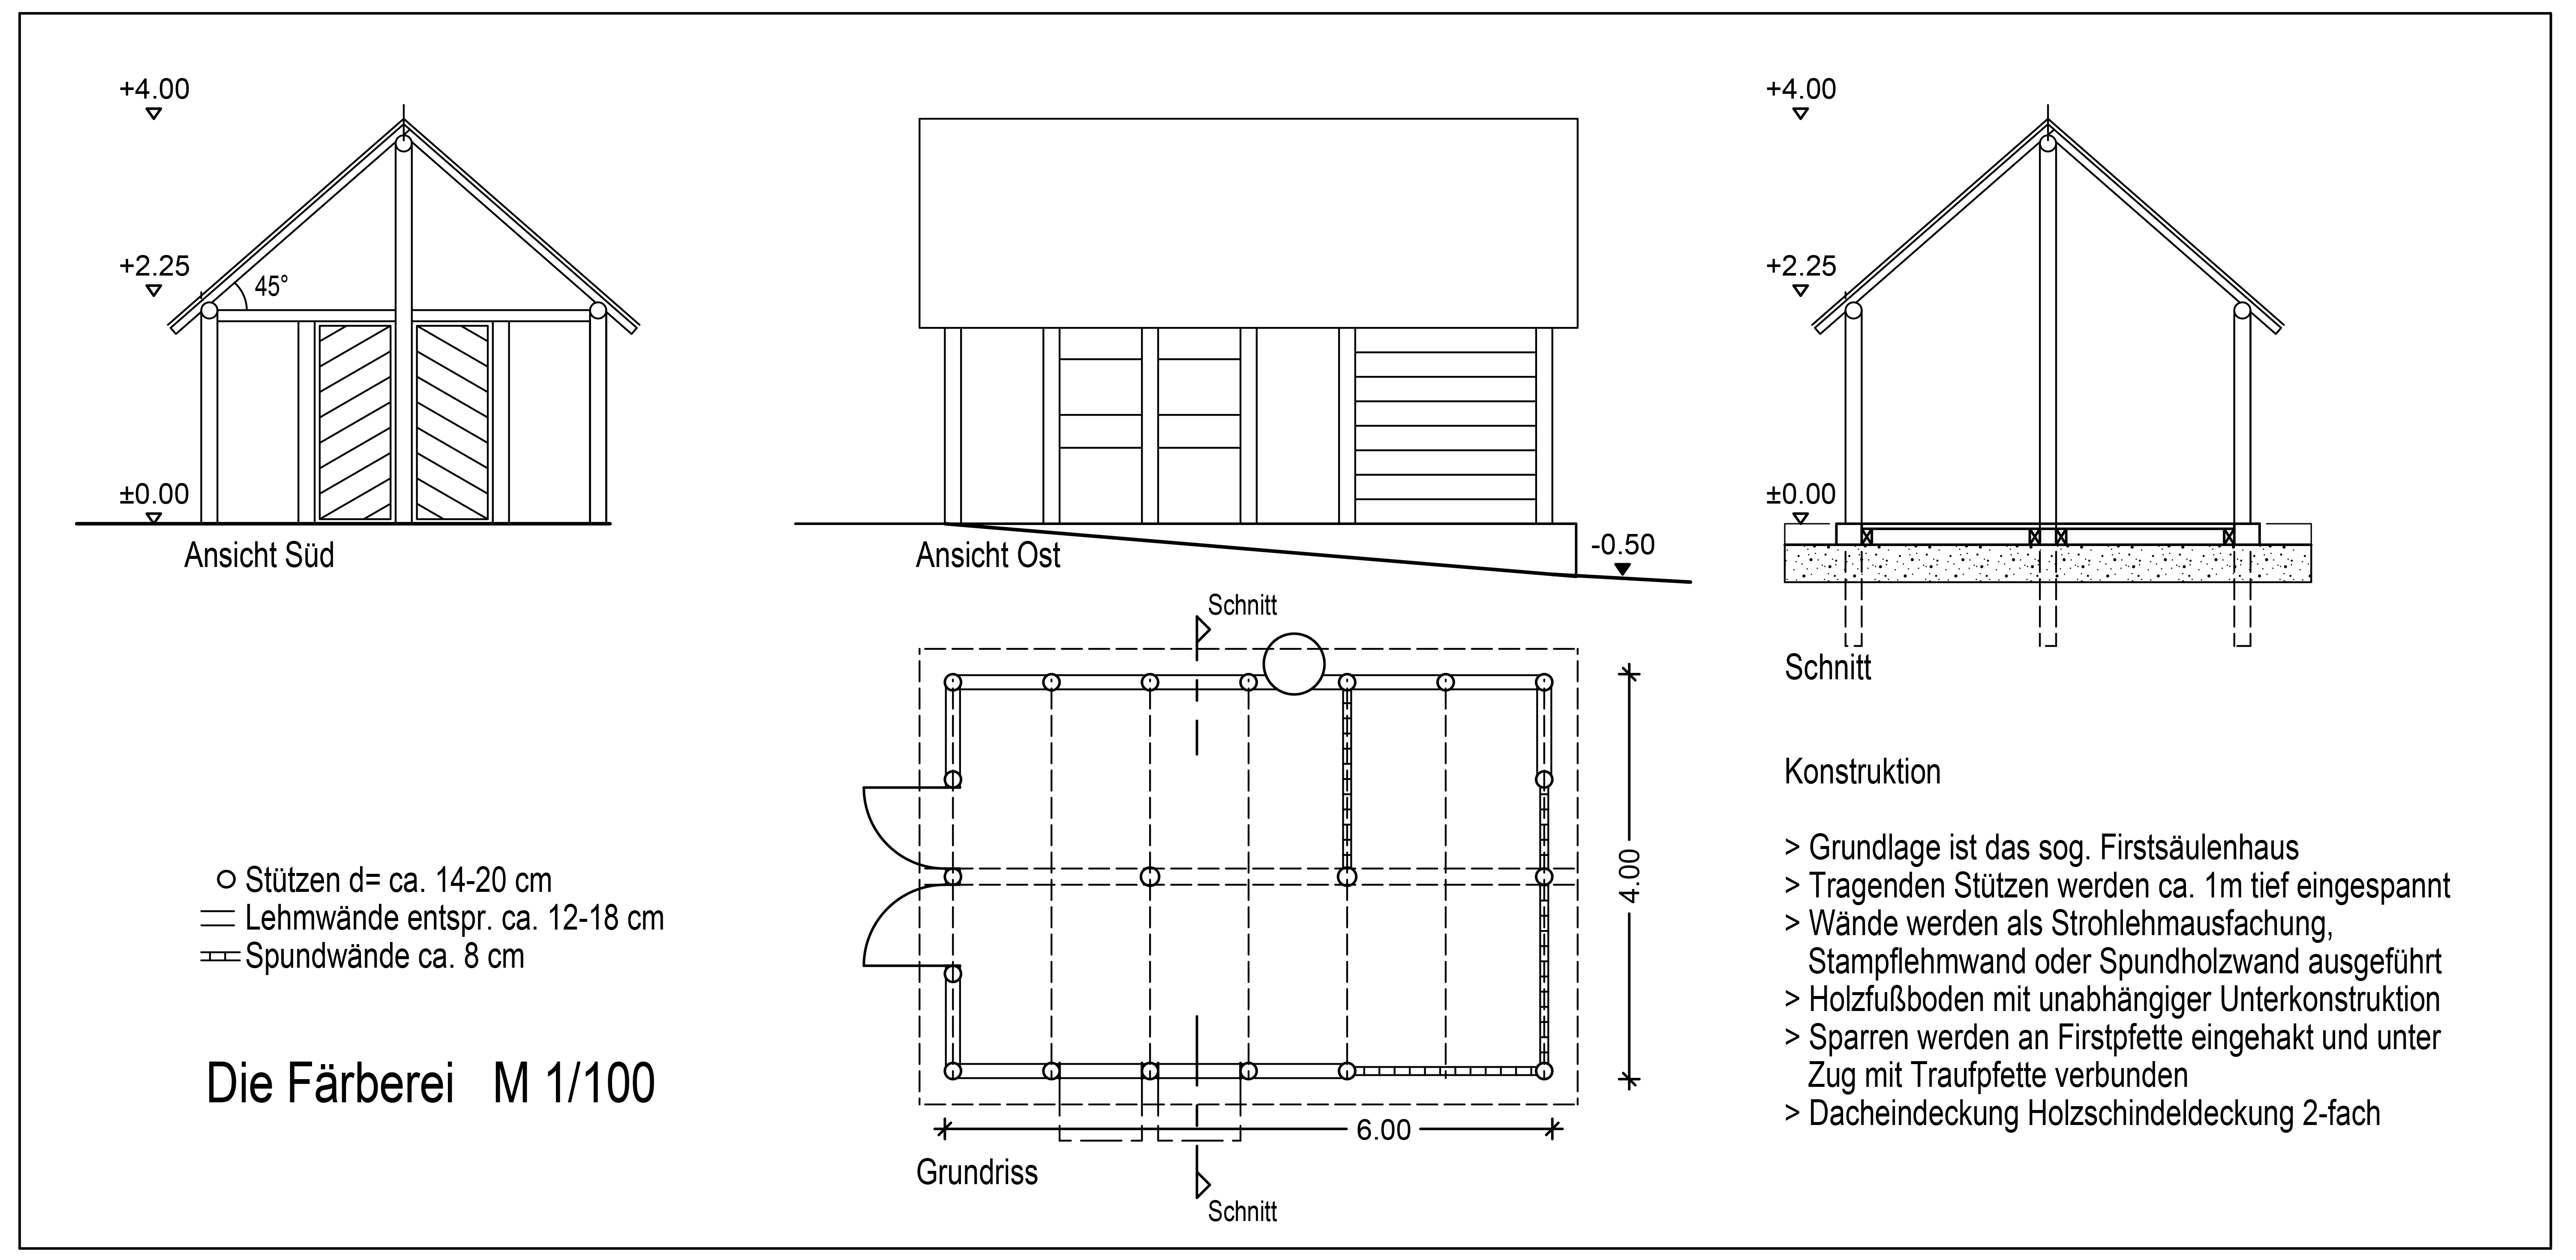 +4.00
+2.25
45°
±0.00
Ansicht Süd
Ansicht Ost
-0.50
+4.00
+2.25
±0.00
Schnitt
Schnitt
4.00
6.00
Grundriss
Schnitt
Stützen d= ca. 14-20 cm
Lehmwände entspr. ca. 12-18 cm
Spundwände ca. 8 cm
Die Färberei M 1/100
Konstruktion
> Grundlage ist das sog. Firstsäulenhaus
> Tragenden Stützen werden ca. 1m tief eingespannt
> Wände werden als Strohlehmausfachung,
Stampflehmwand oder Spundholzwand ausgeführt
> Holzfußboden mit unabhängiger Unterkonstruktion
> Sparren werden an Firstpfette eingehakt und unter
Zug mit Traufpfette verbunden
> Dacheindeckung Holzschindeldeckung 2-fach